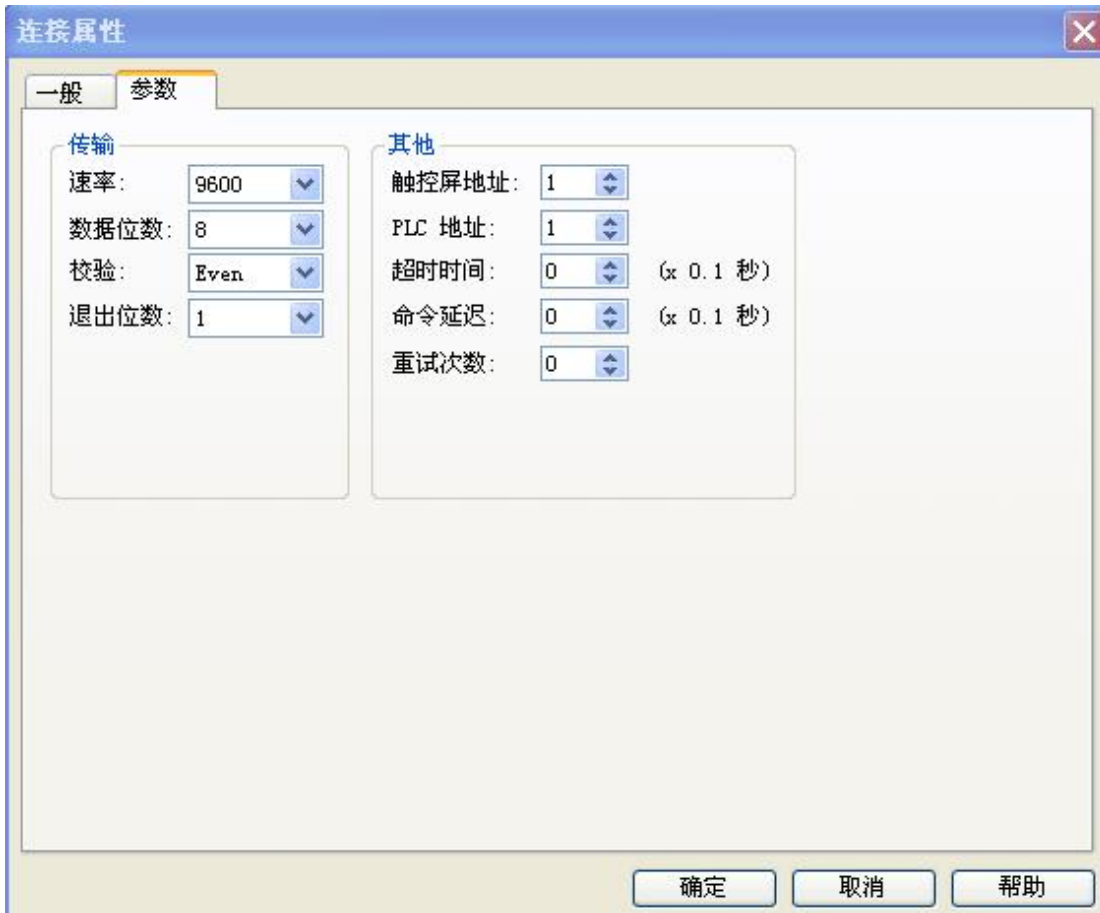 连接属性
一般 参数
传输
速率: 9600
数据位数: 8
校验: Even
退出位数: 1
其他
触控屏地址: 1
PLC 地址: 1
超时时间: 0 (x 0.1 秒)
命令延迟: 0 (x 0.1 秒)
重试次数: 0
确定 取消 帮助